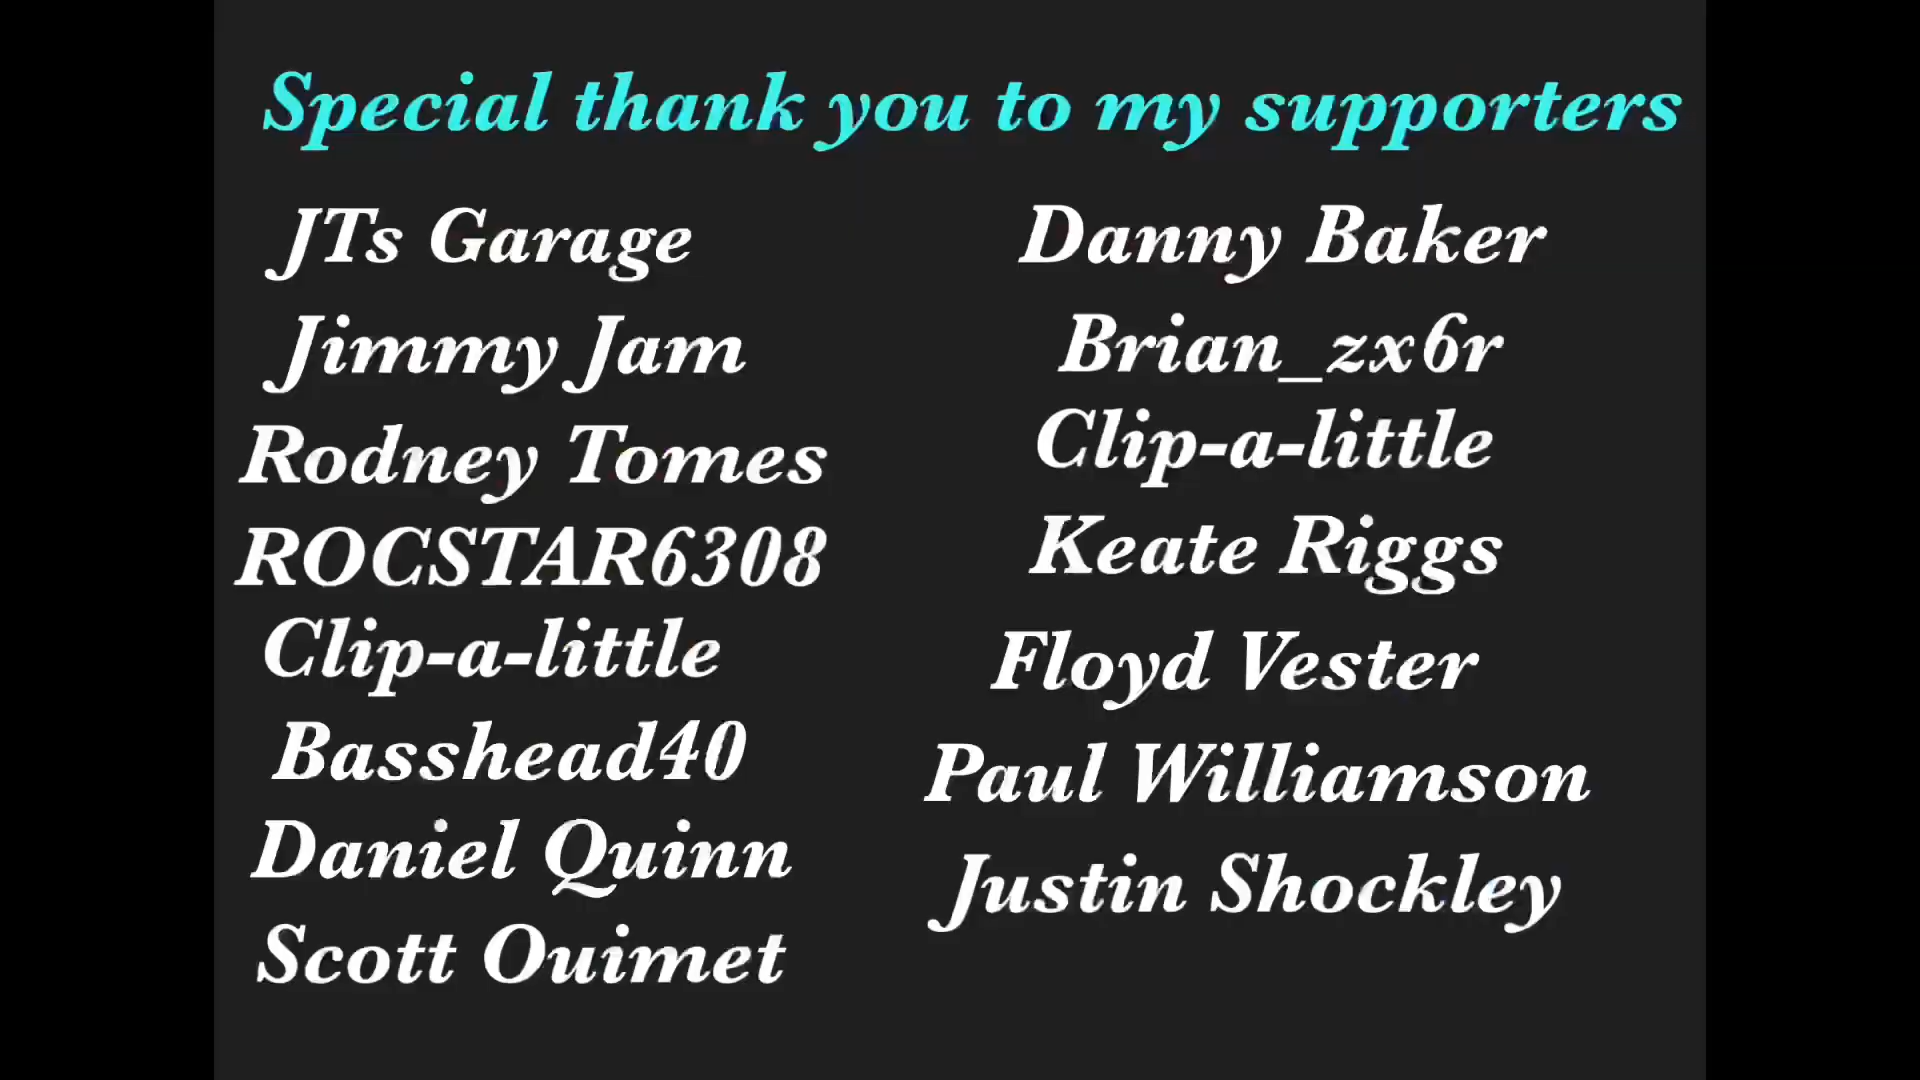 Special thank you to my supporters
JTs Garage
Jimmy Jam
Rodney Tomes
ROCSTAR6308
Clip-a-little
Basshead40
Daniel Quinn
Scott Ouimet
Danny Baker
Brian_zx6r
Clip-a-little
Keate Riggs
Floyd Vester
Paul Williamson
Justin Shockley